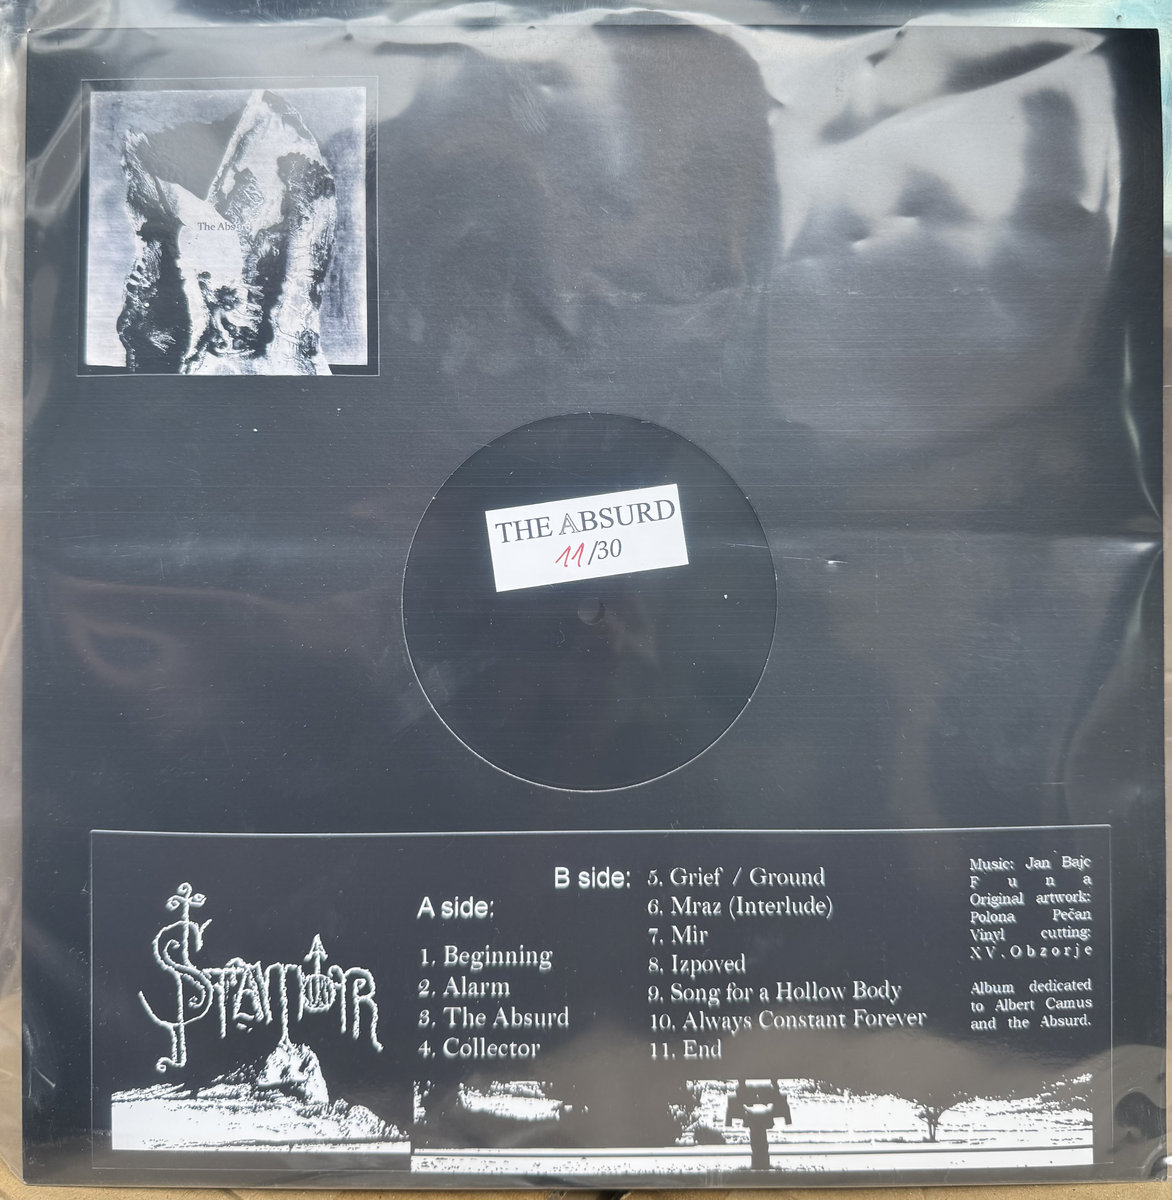 The Absurd
THE ABSURD
11/30
A side:
1. Beginning
2. Alarm
3. The Absurd
4. Collector
B side: 5. Grief / Ground
6. Mraz (Interlude)
7. Mir
8. Izpoved
9. Song for a Hollow Body
10. Always Constant Forever
11. End
Music: Jan Bajc
F u n a
Original artwork:
Polona Pečan
Vinyl cutting:
XV.Obzorje
Album dedicated
to Albert Camus
and the Absurd.